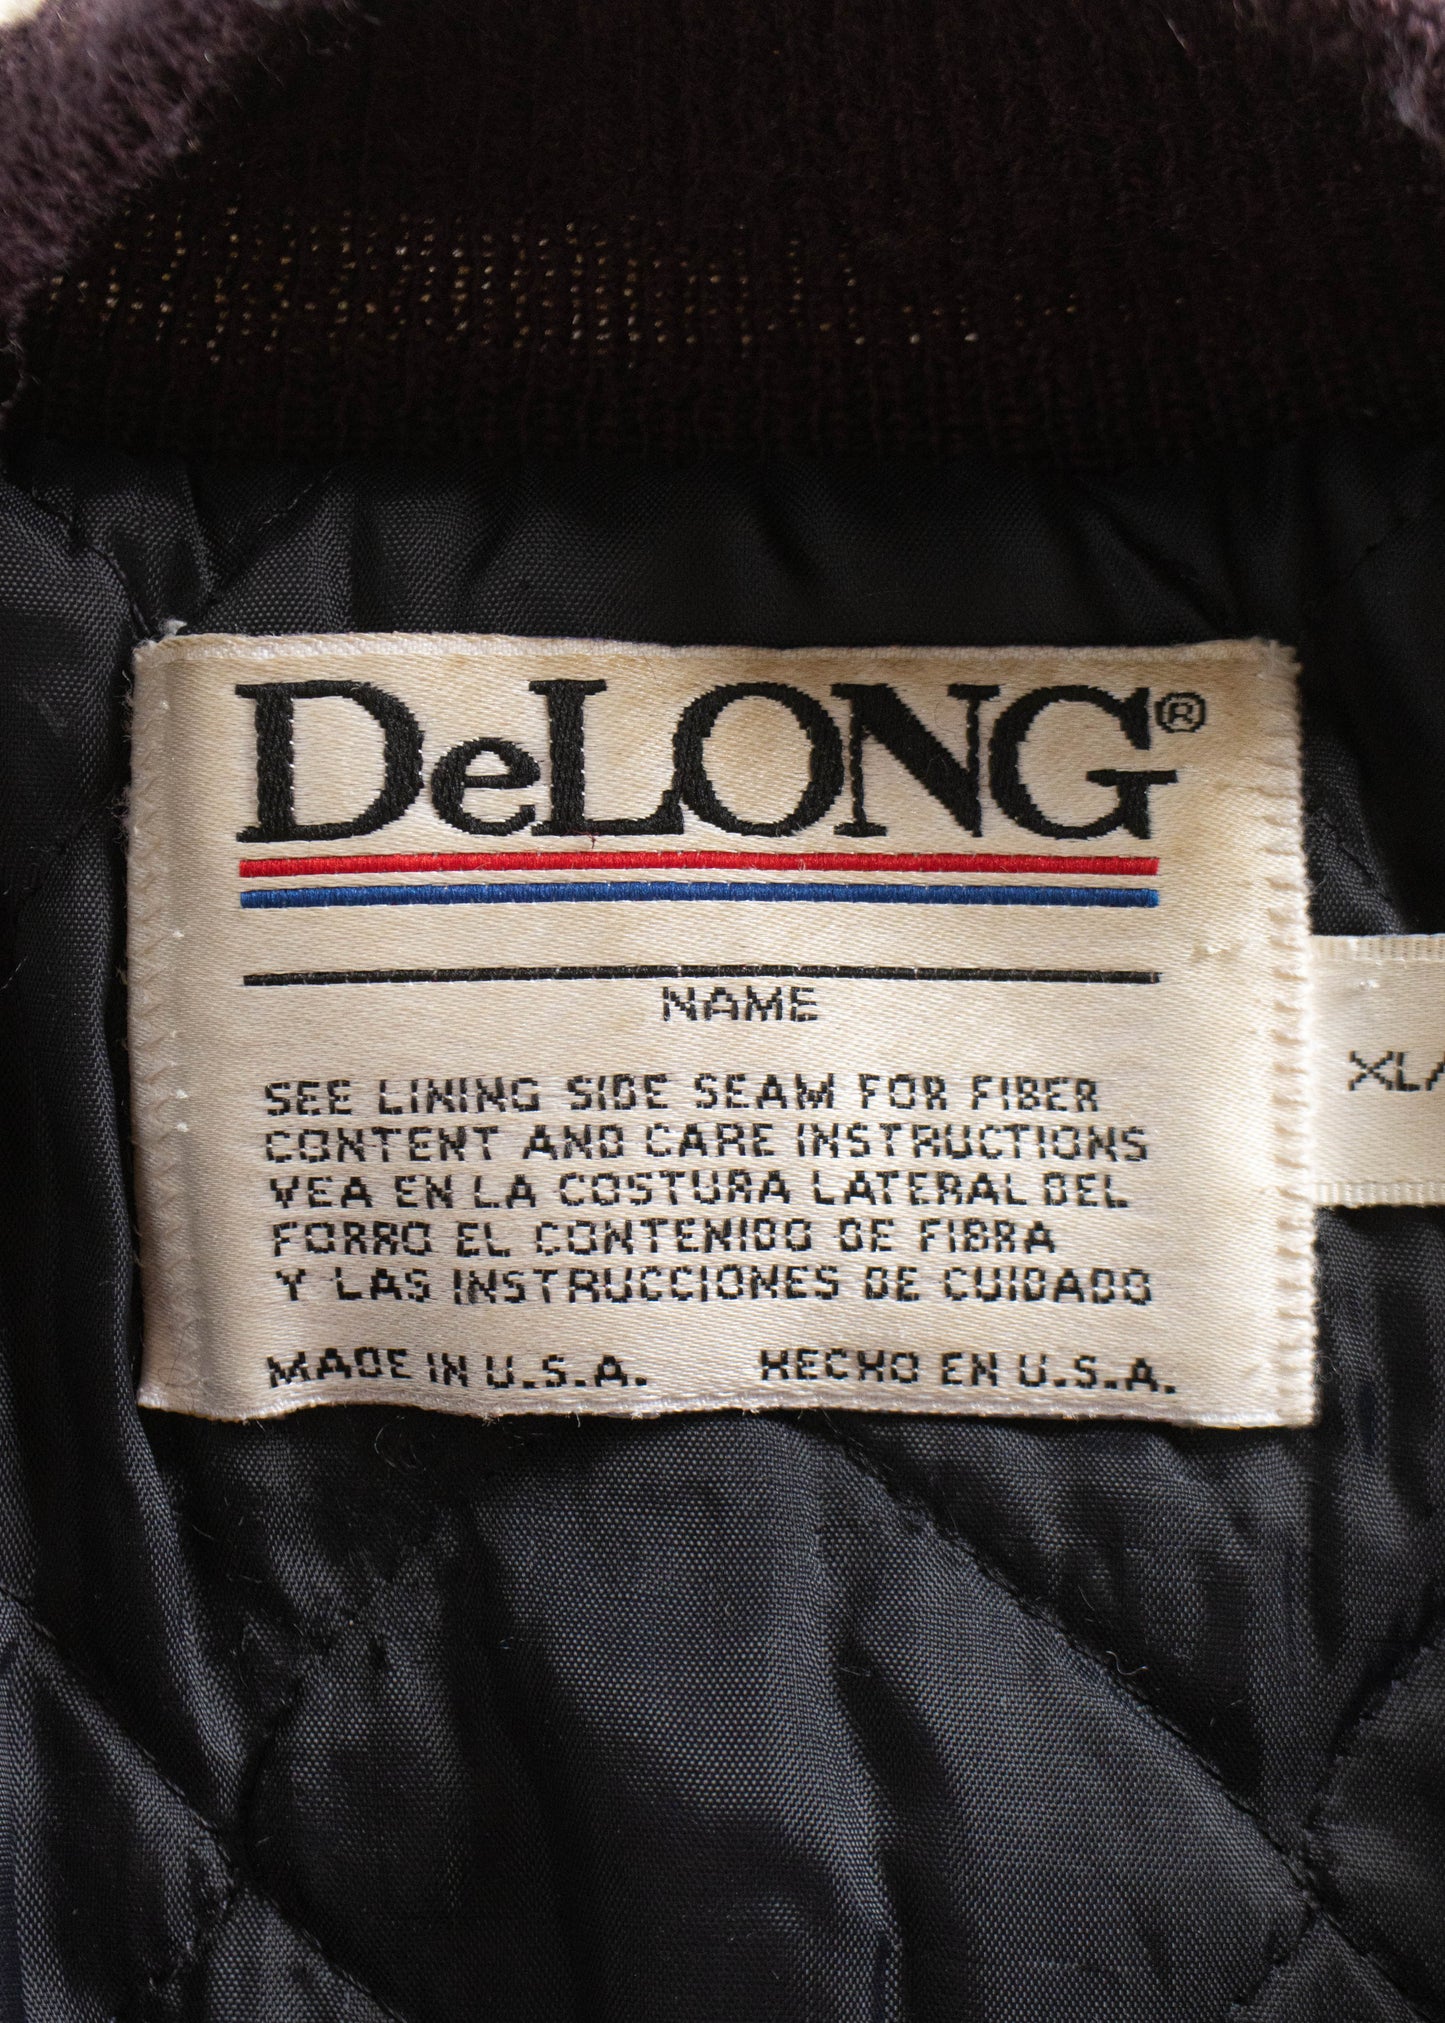 DeLONG®
NAME
SEE LINING SIDE SEAM FOR FIBER
CONTENT AND CARE INSTRUCTIONS
VEA EN LA COSTURA LATERAL DEL
FORRO EL CONTENIDO DE FIBRA
Y LAS INSTRUCCIONES DE CUIDADO
MADE IN U.S.A. HECHO EN U.S.A.
XL/